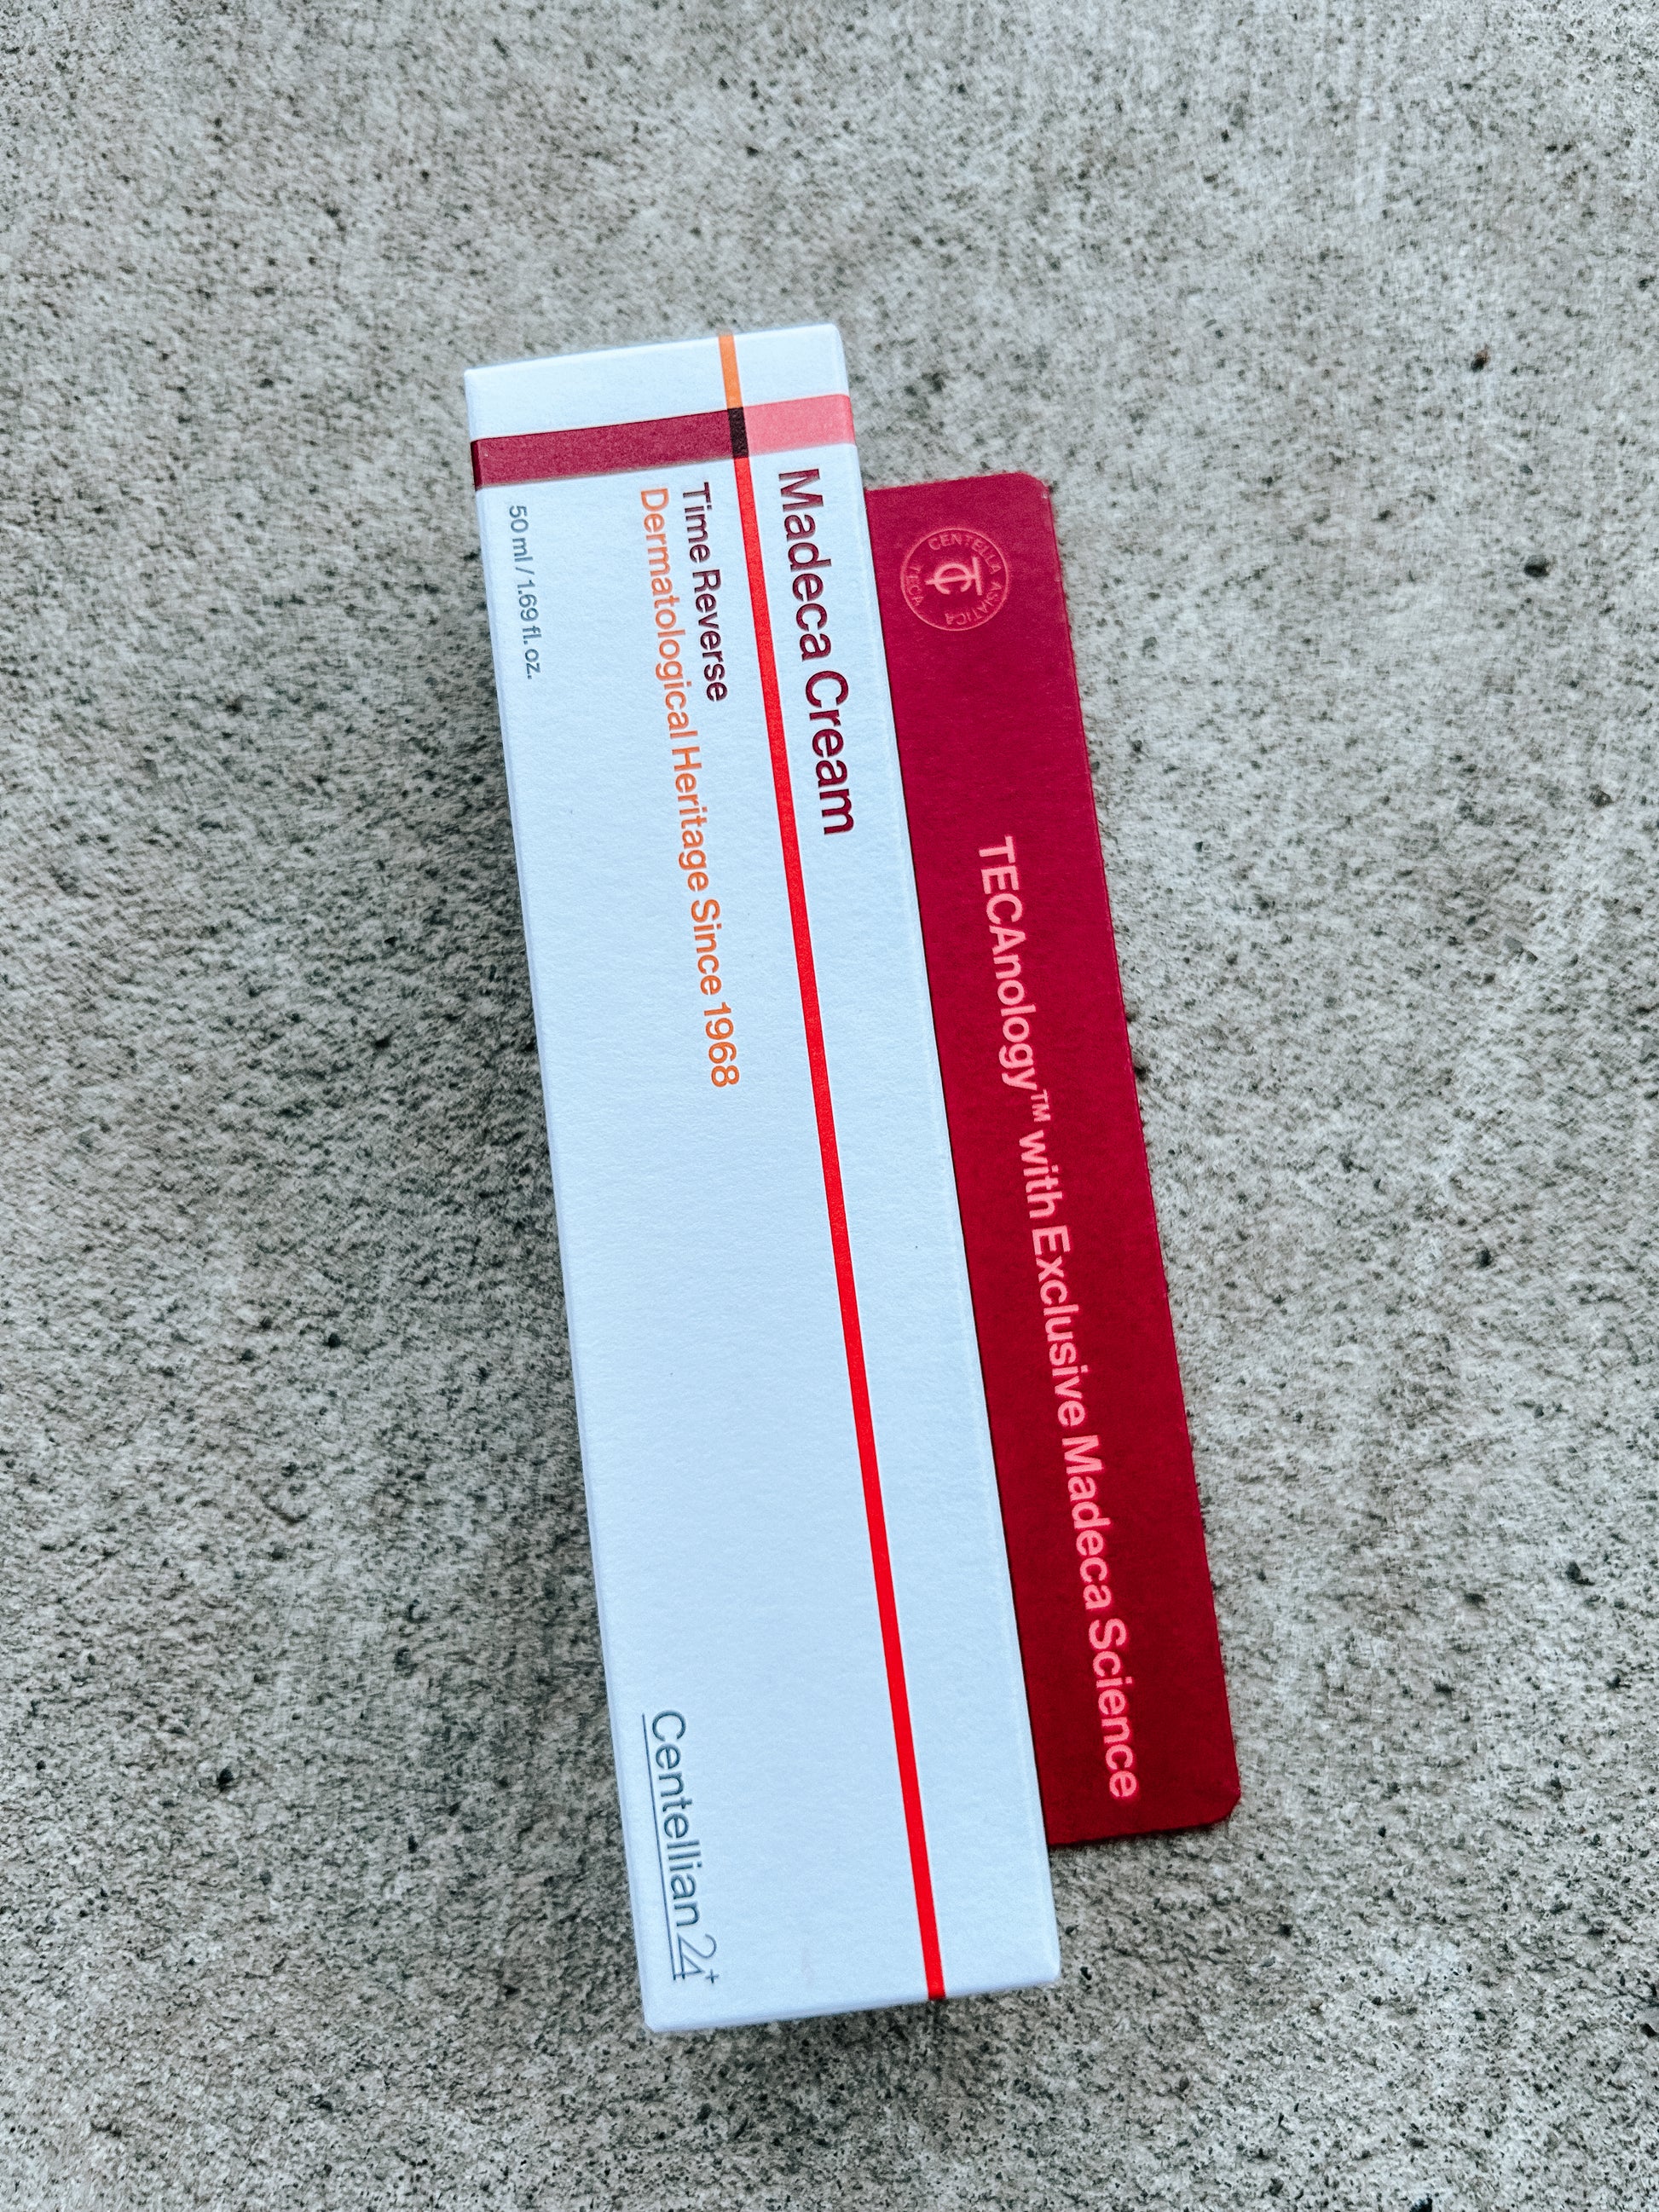 Madeca Cream
Time Reverse
Dermatological Heritage Since 1968
50 ml / 1.69 fl. oz.
Centellian24+
CENTELLA ASIATICA
TECA
TECAnology™ with Exclusive Madeca Science